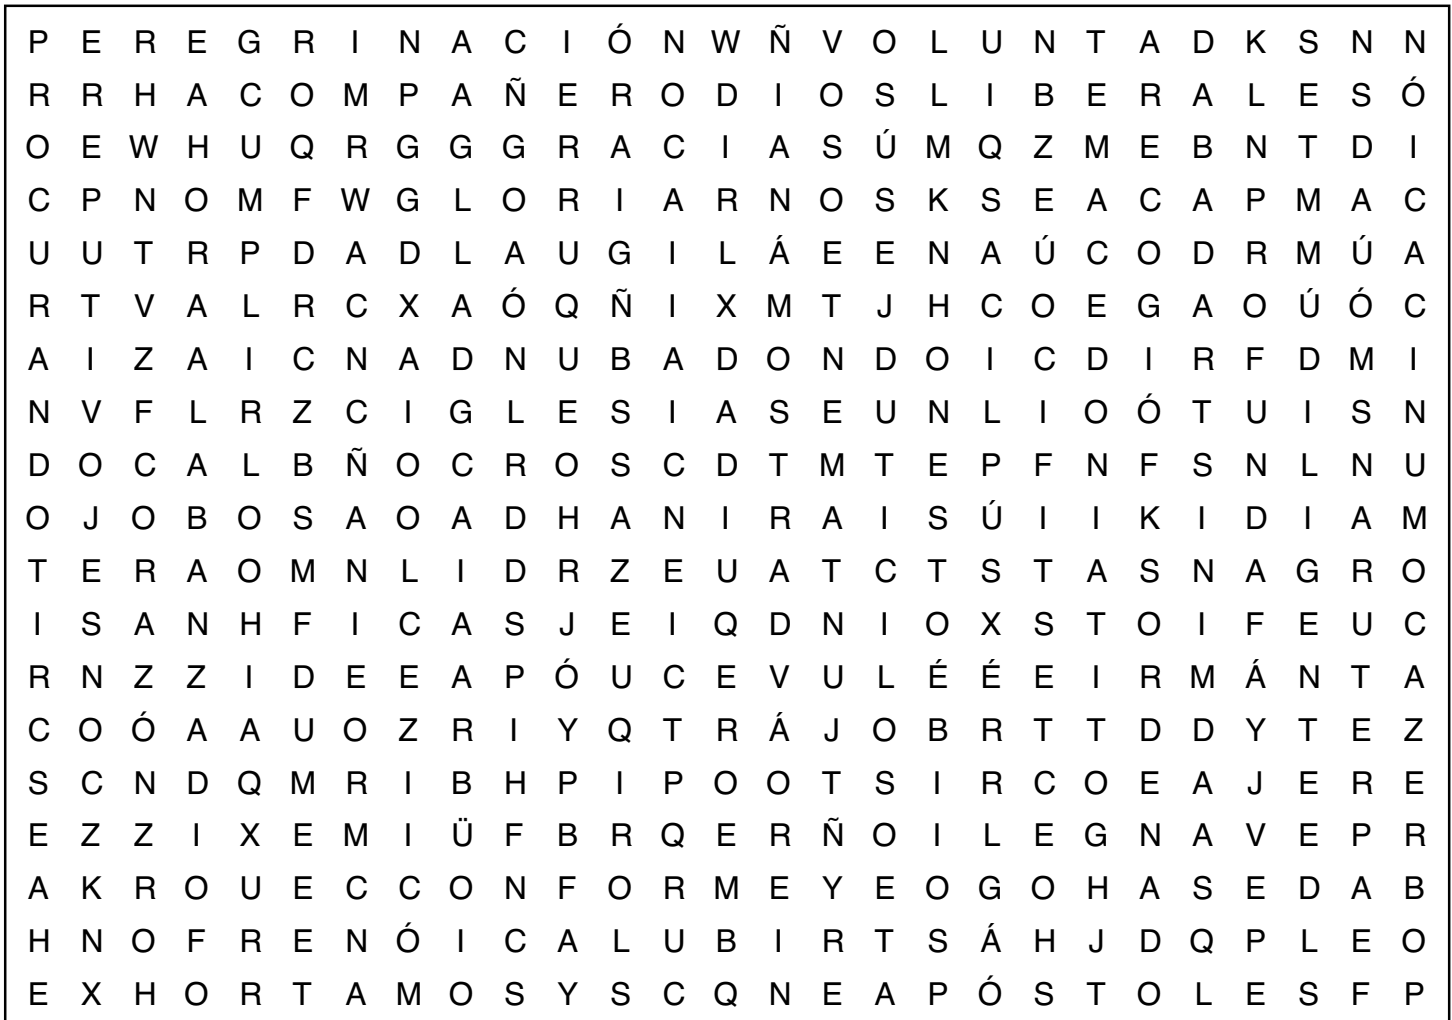 P E R E G R I N A C I Ó N W Ñ V O L U N T A D K S N N
R R H A C O M P A Ñ E R O D I O S L I B E R A L E S Ó
O E W H U Q R G G G R A C I A S Ú M Q Z M E B N T D I
C P N O M F W G L O R I A R N O S K S E A C A P M A C
U U T R P D A D L A U G I L Á E E N A Ú C O D R M Ú A
R T V A L R C X A Ó Q Ñ I X M T J H C O E G A O Ú Ó C
A I Z A I C N A D N U B A D O N D O I C D I R F D M I
N V F L R Z C I G L E S I A S E U N L I O Ó T U I S N
D O C A L B Ñ O C R O S C D T M T E P F N F S N L N U
O J O B O S A O A D H A N I R A I S Ú I I K I D I A M
T E R A O M N L I D R Z E U A T C T S T A S N A G R O
I S A N H F I C A S J E I Q D N I O X S T O I F E U C
R N Z Z I D E E A P Ó U C E V U L É É E I R M Á N T A
C O Ó A A U O Z R I Y Q T R Á J O B R T T D D Y T E Z
S C N D Q M R I B H P I P O O T S I R C O E A J E R E
E Z Z I X E M I Ü F B R Q E R Ñ O I L E G N A V E P R
A K R O U E C C O N F O R M E Y E O G O H A S E D A B
H N O F R E N Ó I C A L U B I R T S Á H J D Q P L E O
E X H O R T A M O S Y S C Q N E A P Ó S T O L E S F P